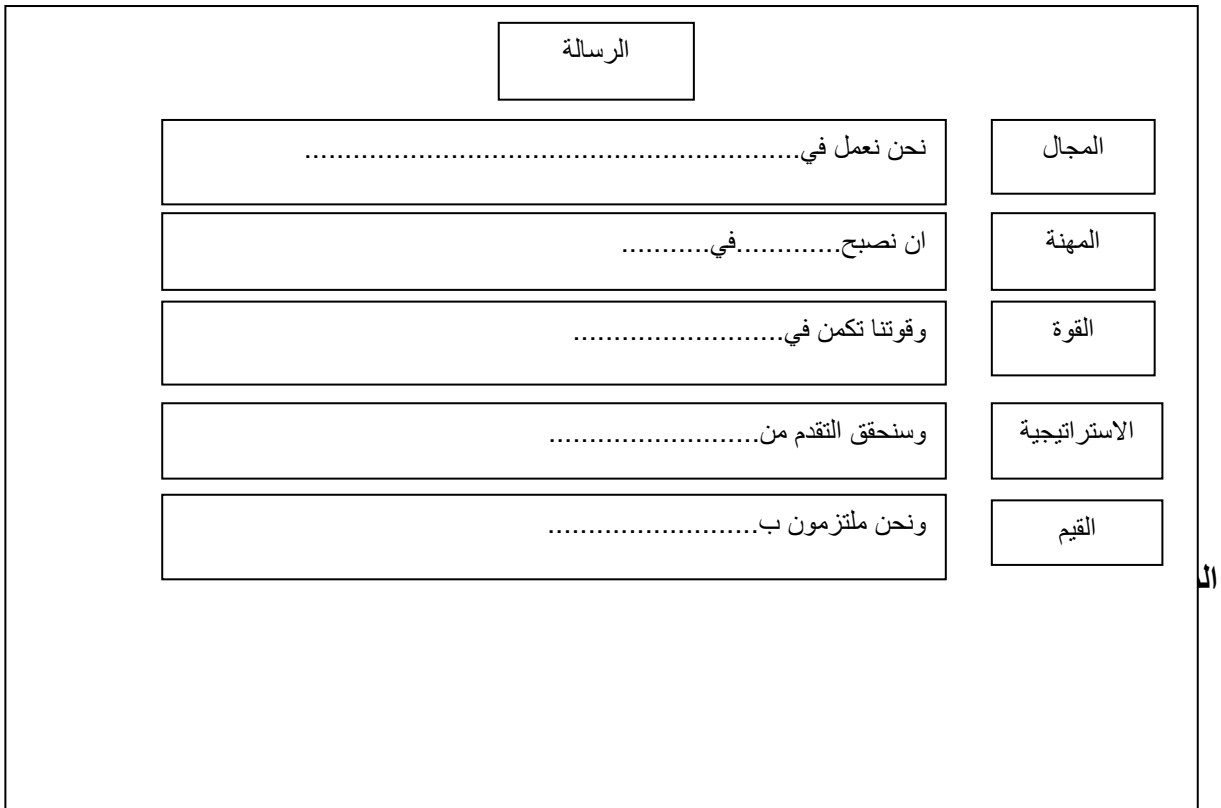 الرسالة
المجال
نحن نعمل في..............................................................
المهنة
ان نصبح.............في...........
القوة
وقوتنا تكمن في..........................
الاستراتيجية
وسنحقق التقدم من..........................
القيم
ونحن ملتزمون ب..........................